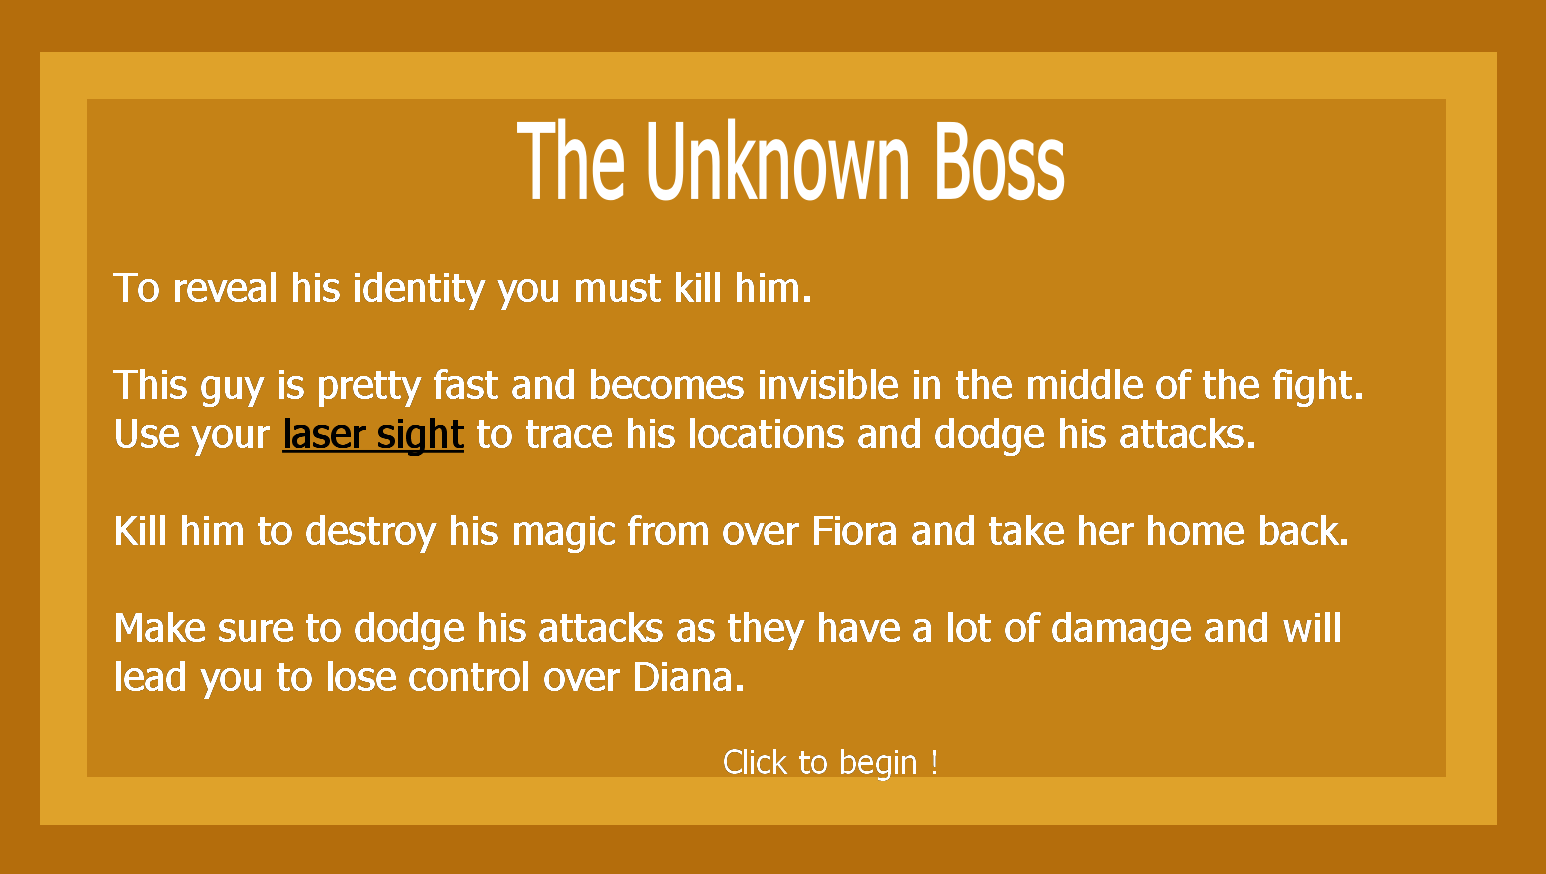 The Unknown Boss
To reveal his identity you must kill him.
This guy is pretty fast and becomes invisible in the middle of the fight.
Use your laser sight to trace his locations and dodge his attacks.
Kill him to destroy his magic from over Fiora and take her home back.
Make sure to dodge his attacks as they have a lot of damage and will
lead you to lose control over Diana.
Click to begin !